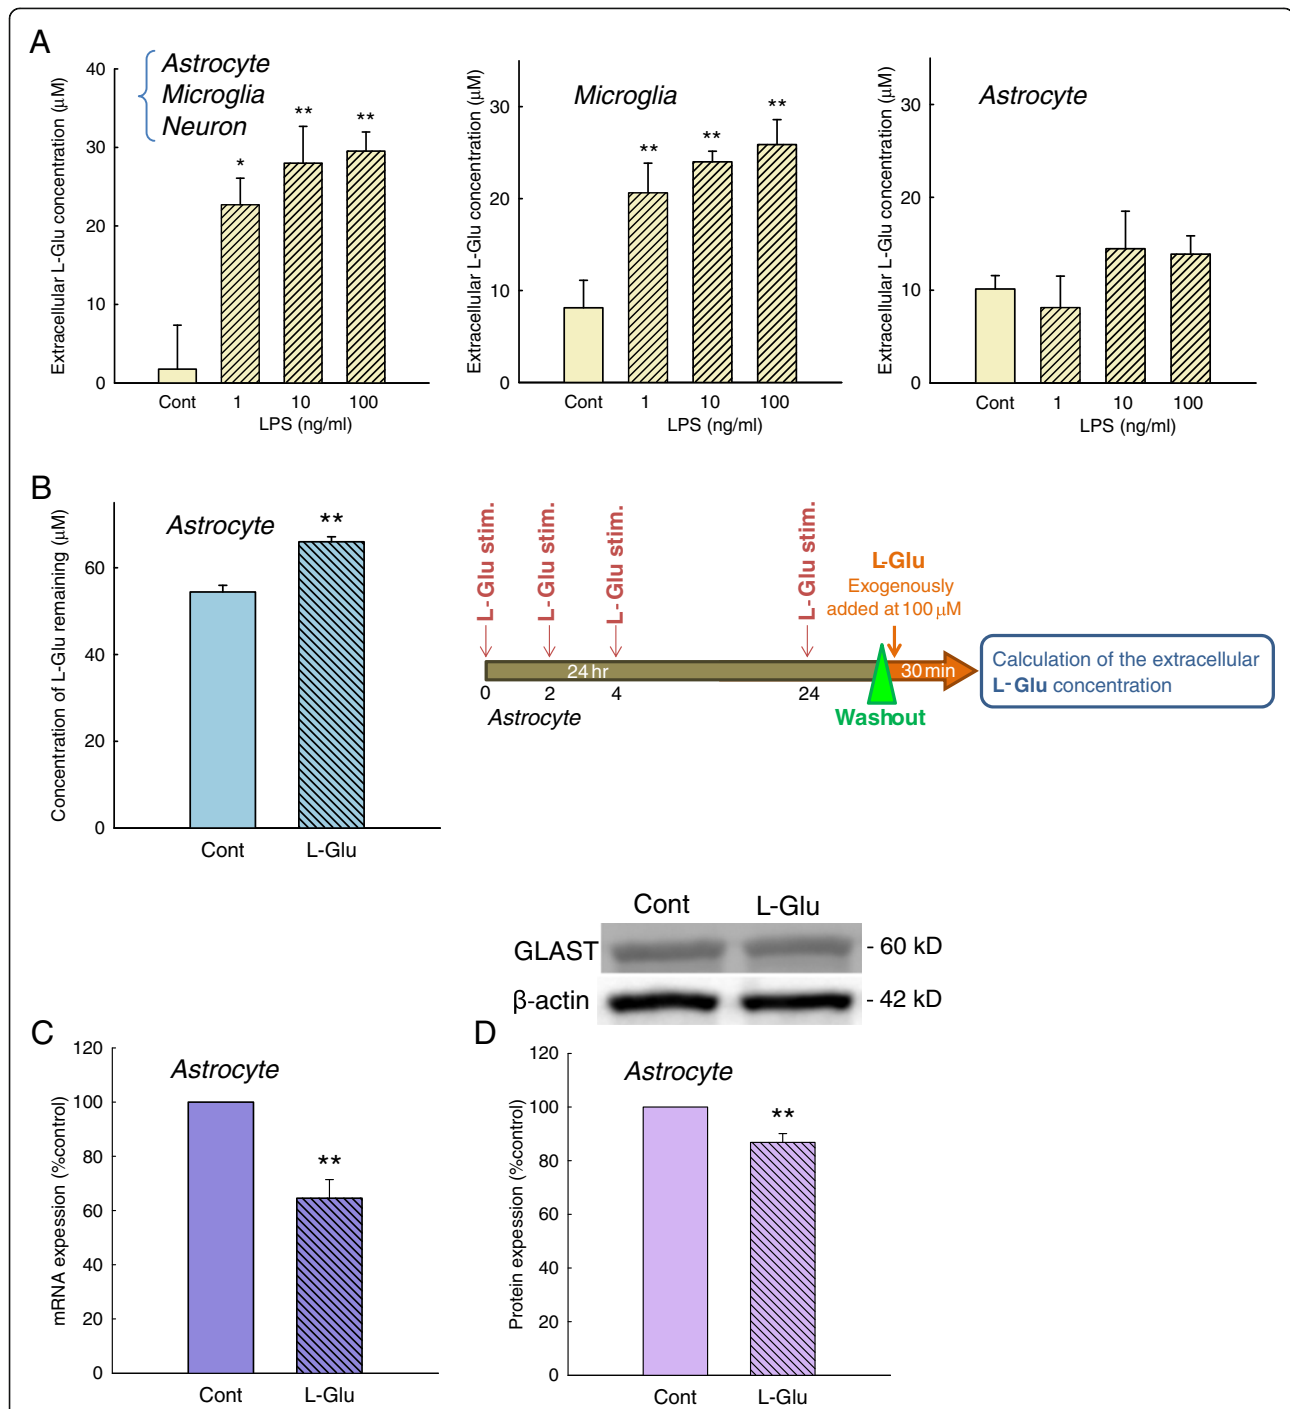 A
Extracellular L-Glu concentration (μM)
40
30
20
10
0
Astrocyte
Microglia
Neuron
*
**
**
Cont
1
10
100
LPS (ng/ml)
Extracellular L-Glu concentration (μM)
30
20
10
0
Microglia
**
**
**
Cont
1
10
100
LPS (ng/ml)
Extracellular L-Glu concentration (μM)
30
20
10
0
Astrocyte
Cont
1
10
100
LPS (ng/ml)
B
Concentration of L-Glu remaining (μM)
60
40
20
0
Astrocyte
**
Cont
L-Glu
L-Glu stim.
L-Glu stim.
L-Glu stim.
L-Glu stim.
L-Glu
Exogenously
added at 100 μM
24 hr
30 min
0
2
4
24
Astrocyte
Washout
Calculation of the extracellular
L-Glu concentration
Cont
L-Glu
GLAST
- 60 kD
β-actin
- 42 kD
C
mRNA expession (%control)
120
100
80
60
40
20
0
Astrocyte
**
Cont
L-Glu
D
Protein expession (%control)
120
100
80
60
40
20
0
Astrocyte
**
Cont
L-Glu